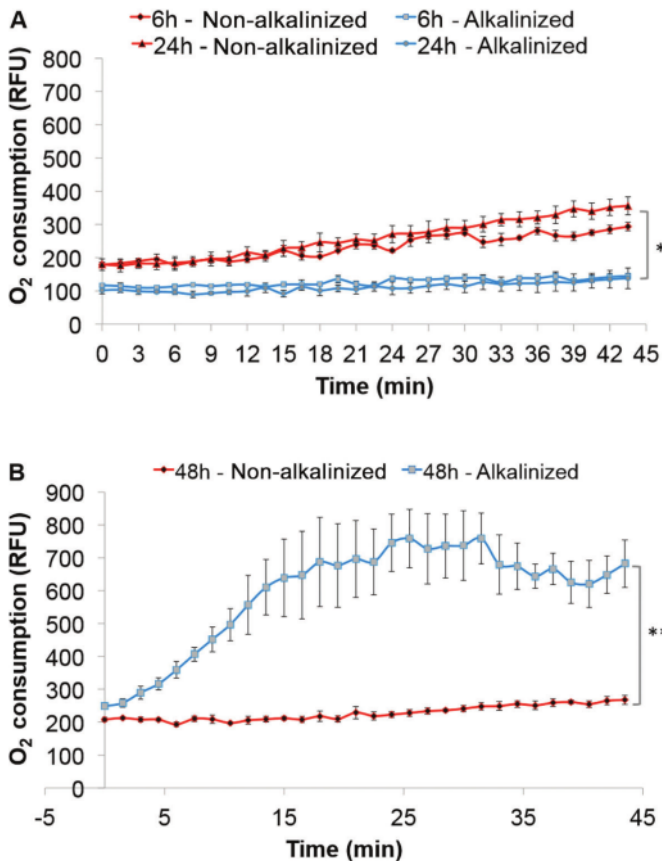 A
6h - Non-alkalinized 6h - Alkalinized
24h - Non-alkalinized 24h - Alkalinized
O₂ consumption (RFU)
800
700
600
500
400
300
200
100
0
*
0 3 6 9 12 15 18 21 24 27 30 33 36 39 42 45
Time (min)
B
48h - Non-alkalinized 48h - Alkalinized
O₂ consumption (RFU)
900
800
700
600
500
400
300
200
100
0
**
-5 5 15 25 35 45
Time (min)